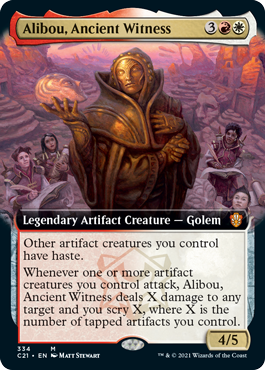 Alibou, Ancient Witness 3
Legendary Artifact Creature — Golem
Other artifact creatures you control
have haste.
Whenever one or more artifact
creatures you control attack, Alibou,
Ancient Witness deals X damage to any
target and you scry X, where X is the
number of tapped artifacts you control.
4/5
334 M
C21 • EN Matt Stewart ™ & © 2021 Wizards of the Coast